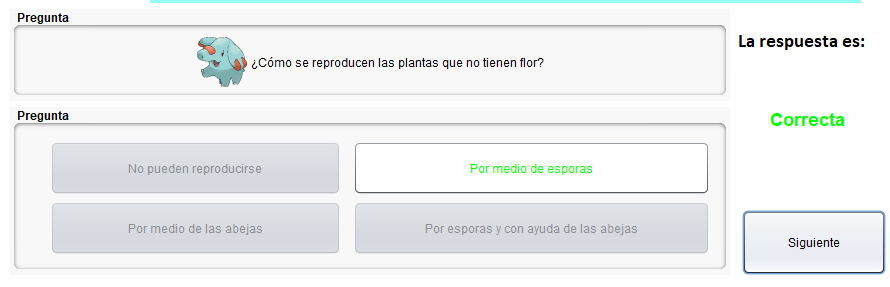 Pregunta
¿Cómo se reproducen las plantas que no tienen flor?
La respuesta es:
Pregunta
Correcta
No pueden reproducirse
Por medio de esporas
Por medio de las abejas
Por esporas y con ayuda de las abejas
Siguiente